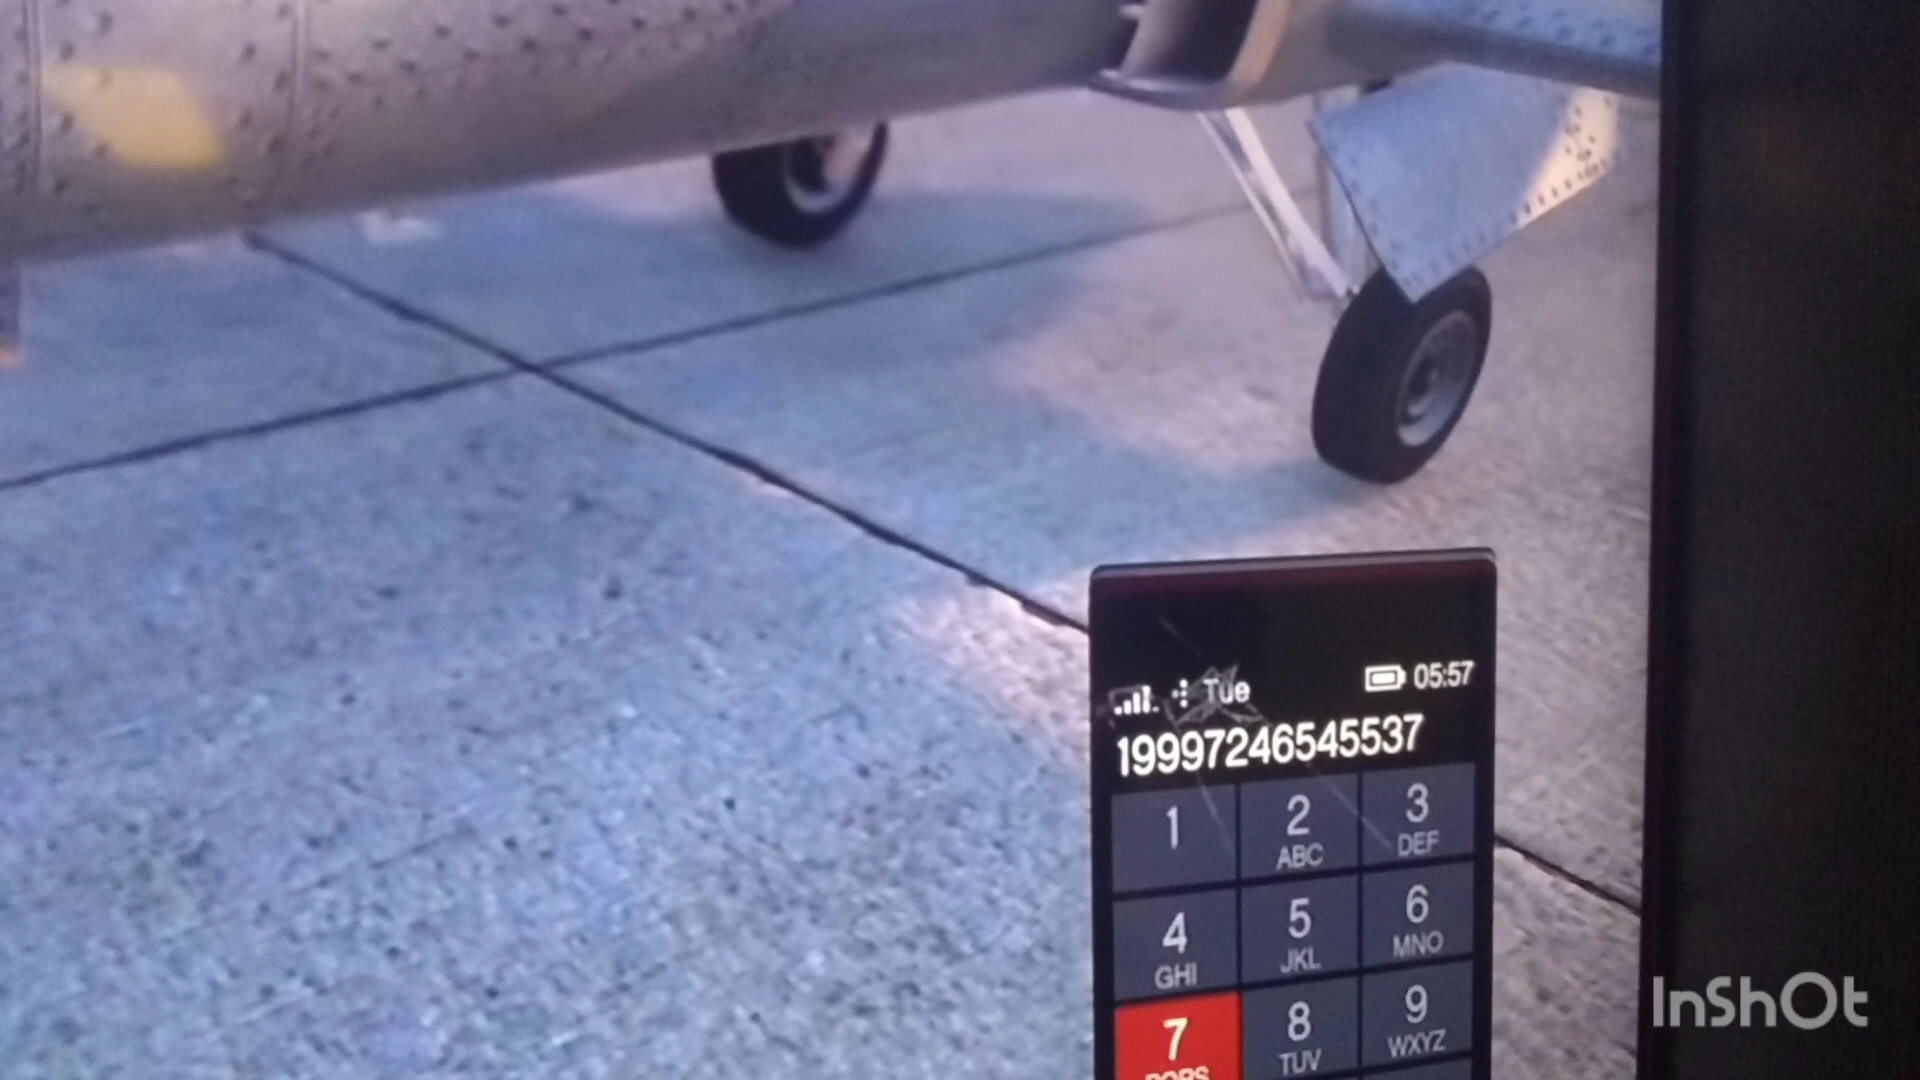 Tue 05:57
19997246545537
1
2
ABC
3
DEF
4
GHI
5
JKL
6
MNO
7
PQRS
8
TUV
9
WXYZ
InShOt